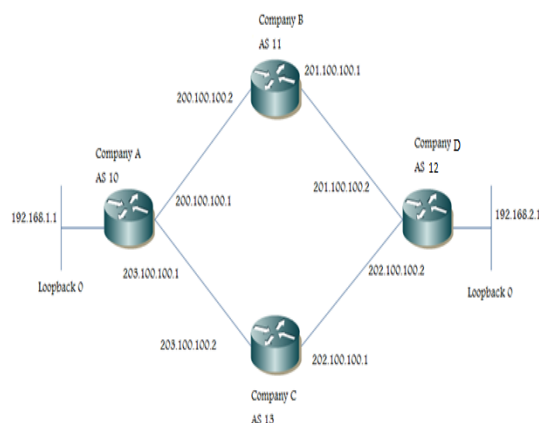 Company B
AS 11
201.100.100.1
200.100.100.2
Company D
AS 12
Company A
AS 10
201.100.100.2
200.100.100.1
192.168.1.1
192.168.2.1
203.100.100.1
202.100.100.2
Loopback 0
Loopback 0
203.100.100.2
202.100.100.1
Company C
AS 13